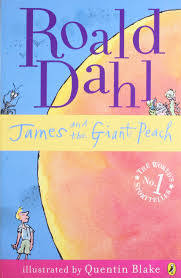 Roald
Dahl
James and the Giant Peach
THE WORLD'S
No. 1
STORYTELLER
illustrated by Quentin Blake